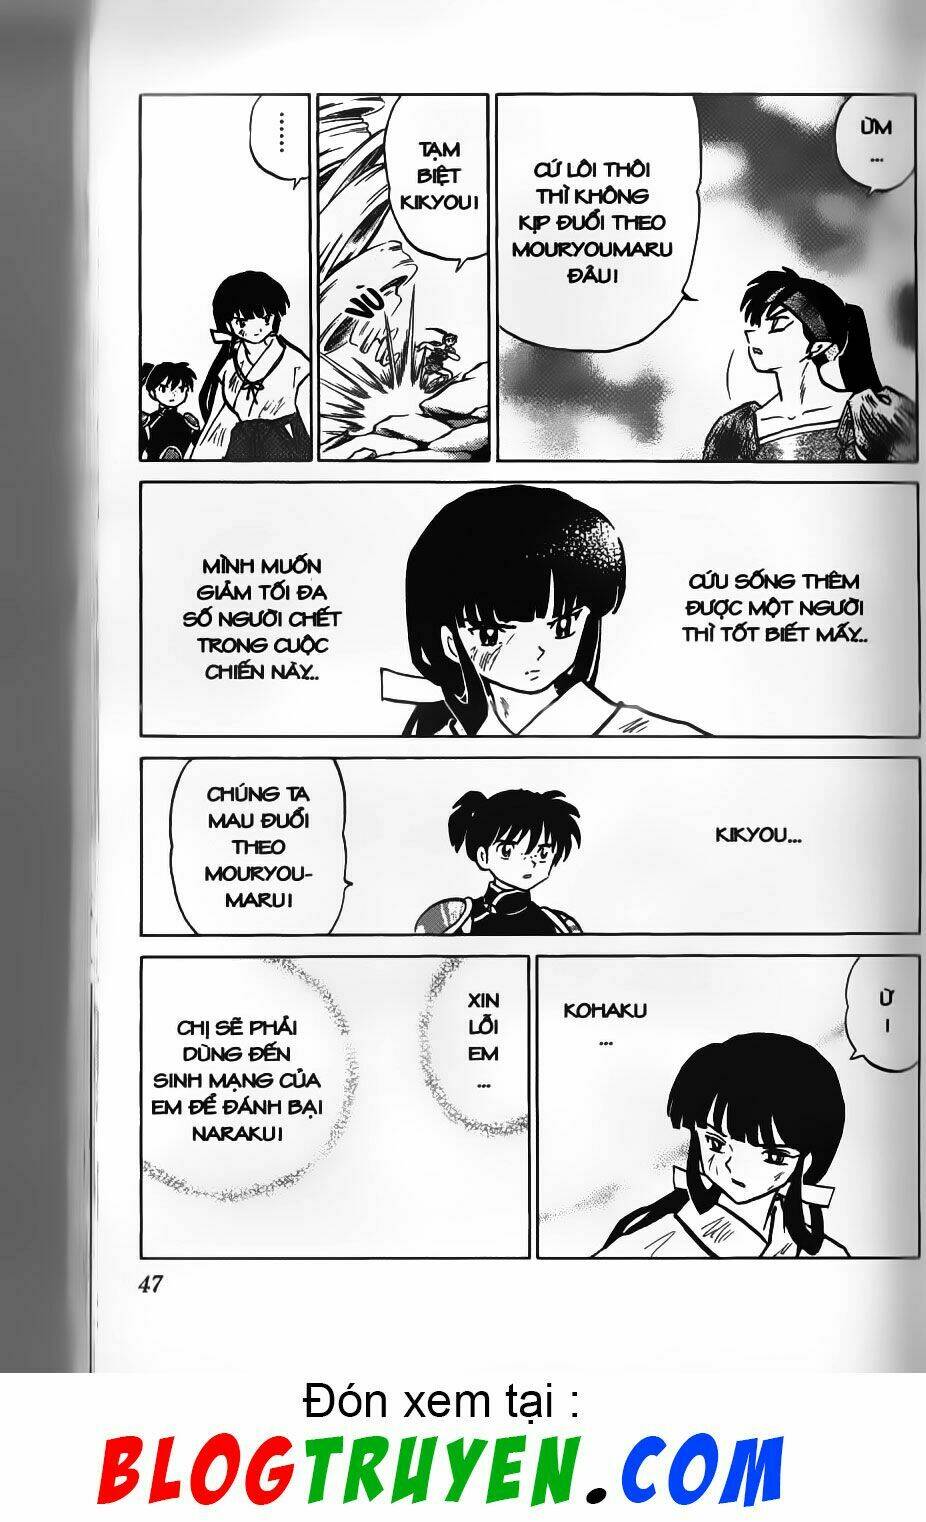 ỪM
...
CỨ LÔI THÔI
THÌ KHÔNG
KỊP ĐUỔI THEO
MOURYOUMARU
ĐÂU!
TẠM
BIỆT
KIKYOU!
VÙ
......
CỨU SỐNG THÊM
ĐƯỢC MỘT NGƯỜI
THÌ TỐT BIẾT MẤY...
MÌNH MUỐN
GIẢM TỐI ĐA
SỐ NGƯỜI CHẾT
TRONG CUỘC
CHIẾN NÀY...
KIKYOU...
CHÚNG TA
MAU ĐUỔI
THEO
MOURYOU-
MARU!
Ừ
!
KOHAKU
...
XIN
LỖI
EM
...
CHỊ SẼ PHẢI
DÙNG ĐẾN
SINH MẠNG CỦA
EM ĐỂ ĐÁNH BẠI
NARAKU!
47
Đón xem tại :
BLOGTRUYEN.COM